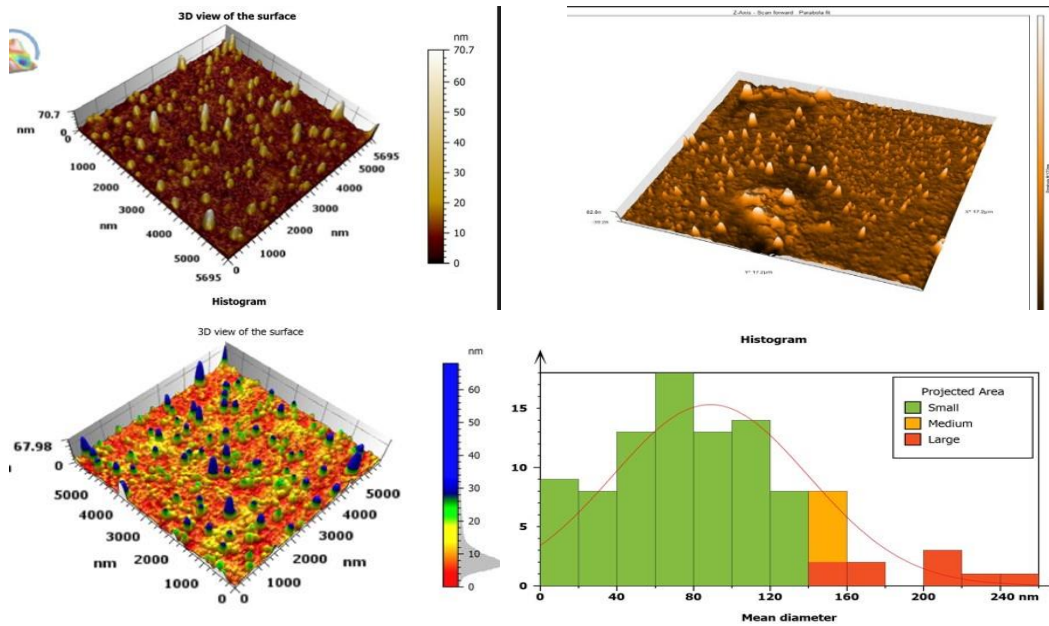 3D view of the surface
nm
70.7
60
50
40
30
20
10
0
70.7
nm
0
1000
2000
3000
nm
4000
5000
5695
0
1000
2000
nm
3000
4000
5000
5695
Histogram
Z-Axis - Scan forward - Parabola fit
X* 17.2µm
Y* 17.2µm
3D view of the surface
nm
60
50
40
30
20
10
0
67.98
0
5000
4000
3000
nm
2000
1000
0
0
1000
2000
nm
3000
4000
5000
Histogram
Projected Area
Small
Medium
Large
15
10
5
0
0
40
80
120
160
200
240 nm
Mean diameter